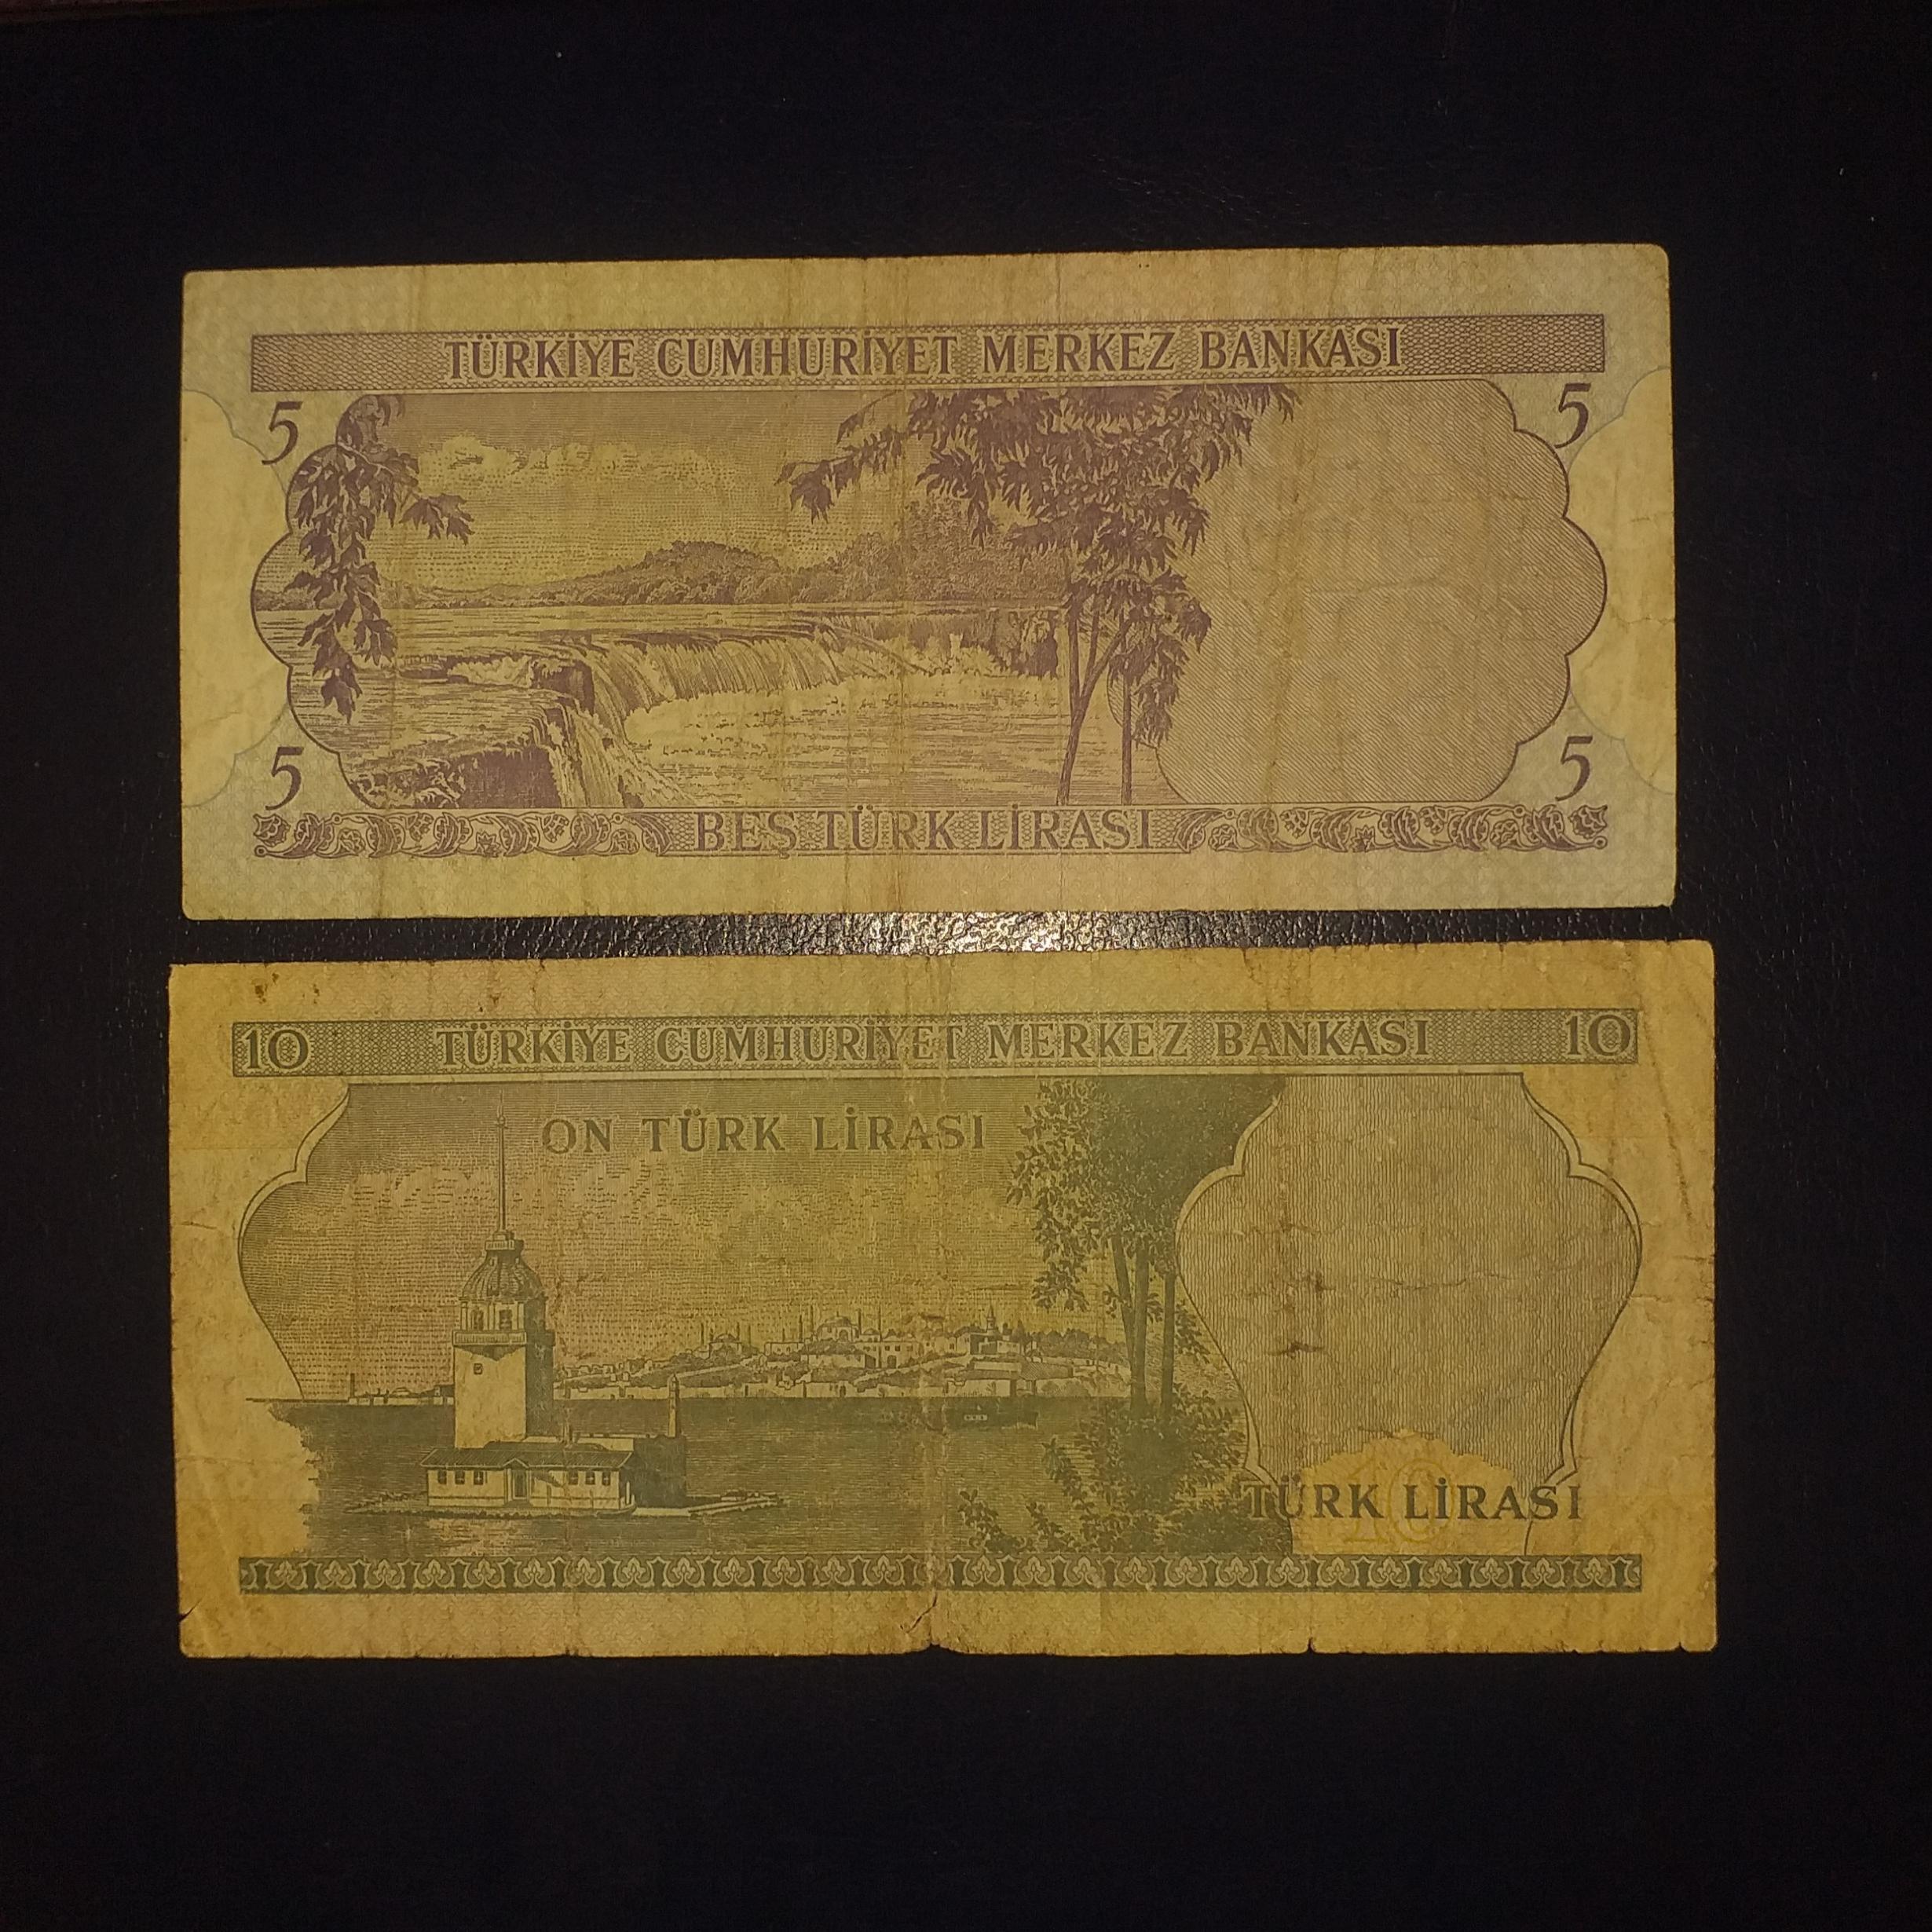 TÜRKİYE CUMHURİYET MERKEZ BANKASI
5 5
5 5
BEŞ TÜRK LİRASI
10 TÜRKİYE CUMHURİYET MERKEZ BANKASI 10
ON TÜRK LİRASI
10
TÜRK LİRASI